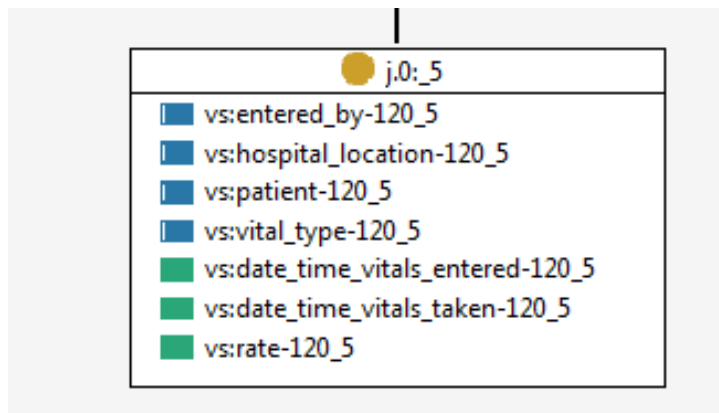 j.0:_5
vs:entered_by-120_5
vs:hospital_location-120_5
vs:patient-120_5
vs:vital_type-120_5
vs:date_time_vitals_entered-120_5
vs:date_time_vitals_taken-120_5
vs:rate-120_5